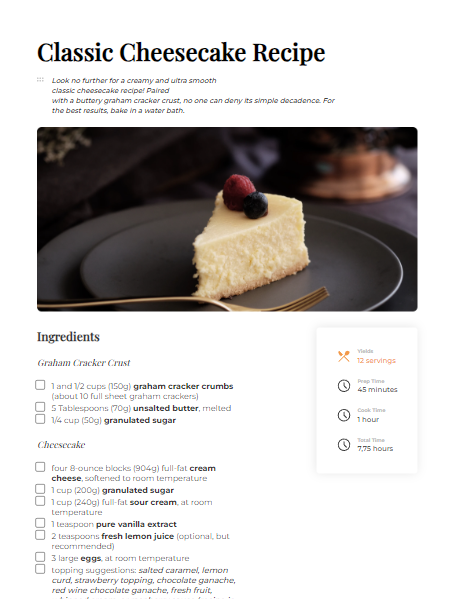 Classic Cheesecake Recipe
Look no further for a creamy and ultra smooth
classic cheesecake recipe! Paired
with a buttery graham cracker crust, no one can deny its simple decadence. For
the best results, bake in a water bath.
Ingredients
Graham Cracker Crust
1 and 1/2 cups (150g) graham cracker crumbs
(about 10 full sheet graham crackers)
5 Tablespoons (70g) unsalted butter, melted
1/4 cup (50g) granulated sugar
Cheesecake
four 8-ounce blocks (904g) full-fat cream
cheese, softened to room temperature
1 cup (200g) granulated sugar
1 cup (240g) full-fat sour cream, at room
temperature
1 teaspoon pure vanilla extract
2 teaspoons fresh lemon juice (optional, but
recommended)
3 large eggs, at room temperature
topping suggestions: salted caramel, lemon
curd, strawberry topping, chocolate ganache,
red wine chocolate ganache, fresh fruit,
Yields
12 servings
Prep Time
45 minutes
Cook Time
1 hour
Total Time
7,75 hours